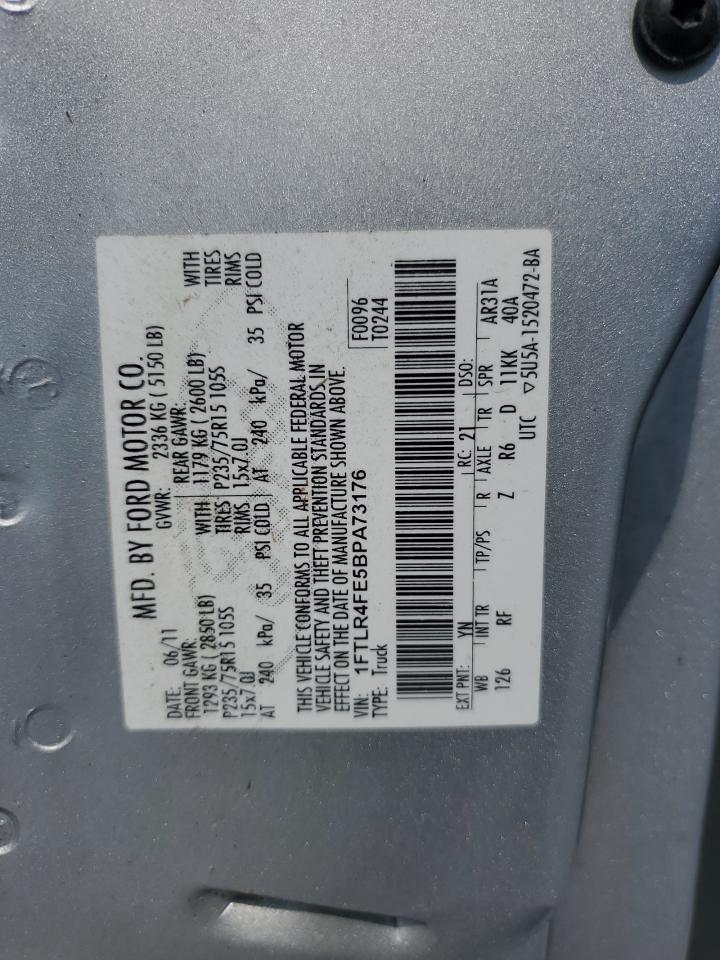 MFD. BY FORD MOTOR CO.
DATE: 06/11 GVWR: 2336 KG ( 5150 LB)
FRONT GAWR: REAR GAWR: WITH
1293 KG ( 2850 LB) WITH 1179 KG ( 2600 LB) TIRES
P235/75R15 105S TIRES P235/75R15 105S RIMS
15x7.0J RIMS 15x7.0J
AT 240 kPa/ 35 PSI COLD AT 240 kPa/ 35 PSI COLD
THIS VEHICLE CONFORMS TO ALL APPLICABLE FEDERAL MOTOR
VEHICLE SAFETY AND THEFT PREVENTION STANDARDS IN
EFFECT ON THE DATE OF MANUFACTURE SHOWN ABOVE.
VIN: 1FTLR4FE5BPA73176 F0096
TYPE: Truck T0244
EXT PNT: YN RC: 21 DSO:
WB INT TR TP/PS R AXLE TR SPR AR31A
126 RF Z R6 D 11KK 40A
UTC ▽5U5A-1520472-BA